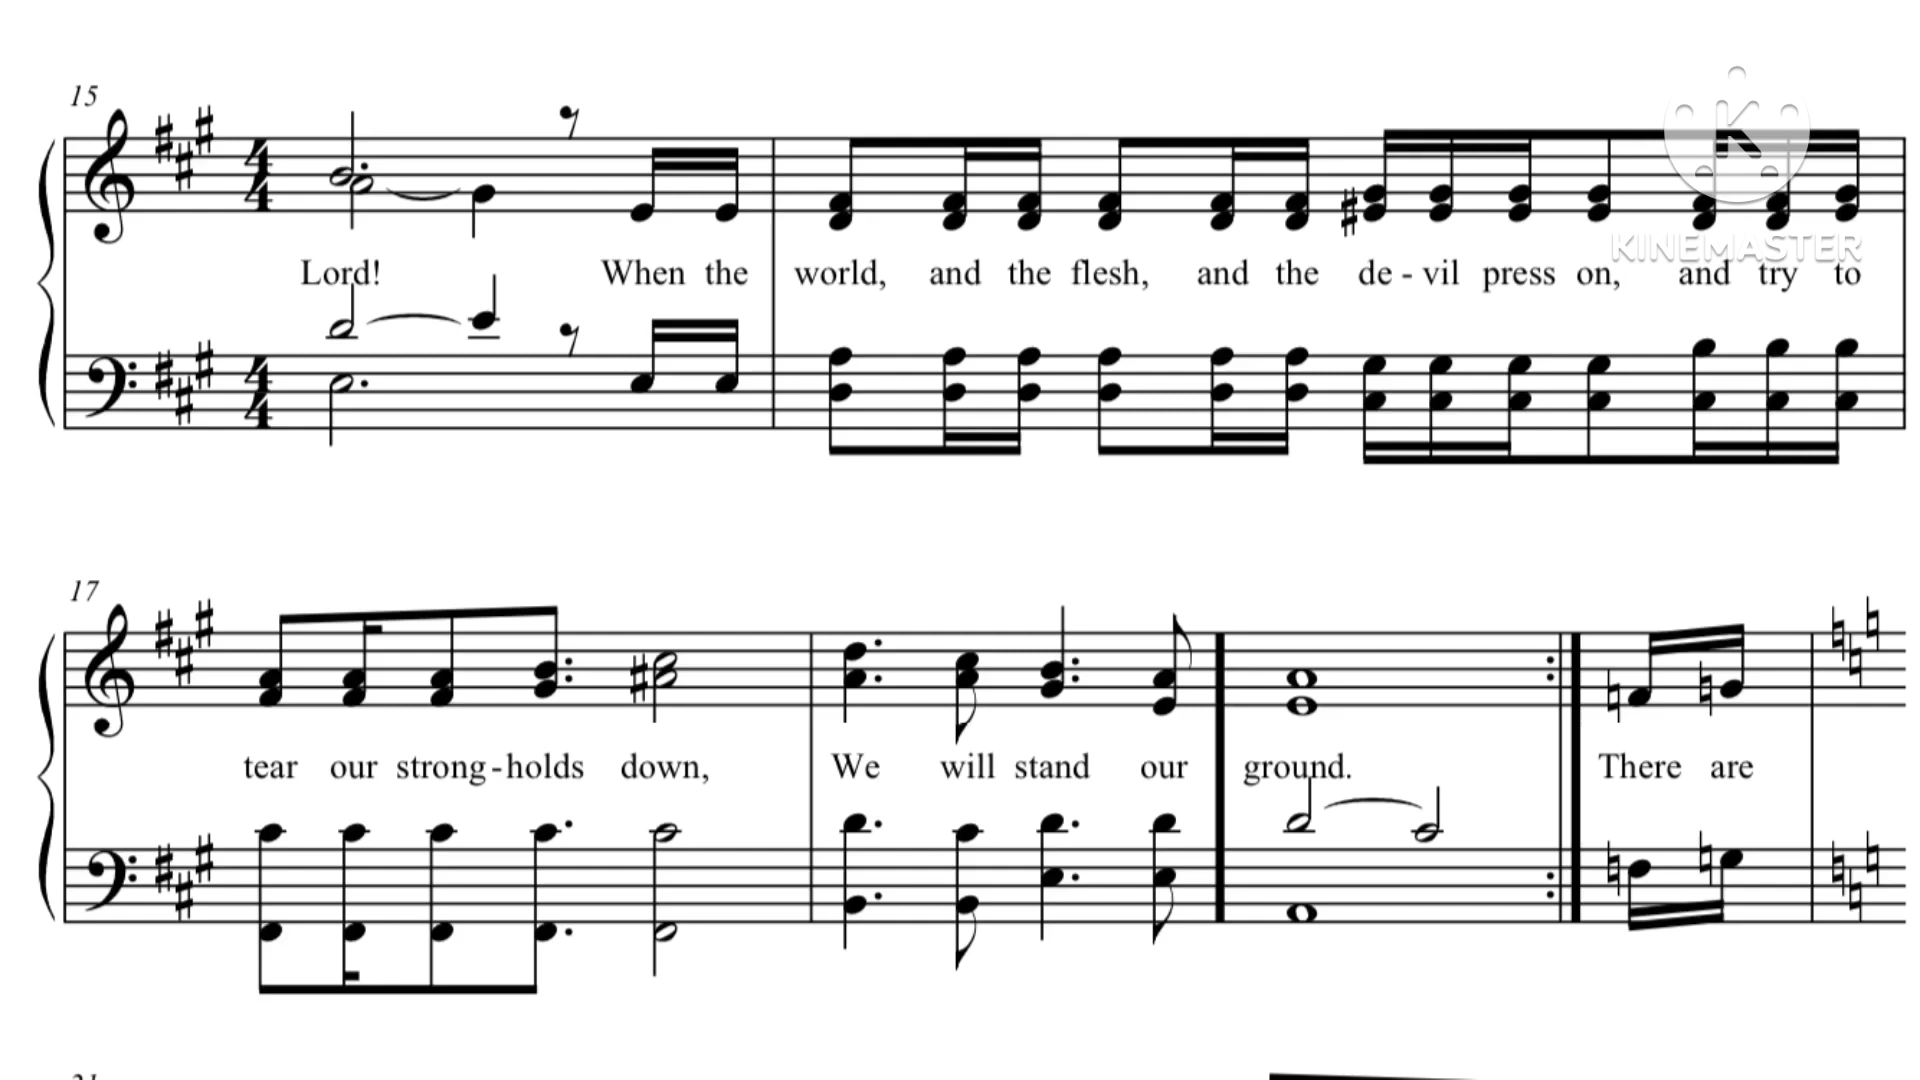 15
K
Lord! When the world, and the flesh, and the de - vil press on, and try to
KINEMASTER
17
tear our strong - holds down, We will stand our ground. There are